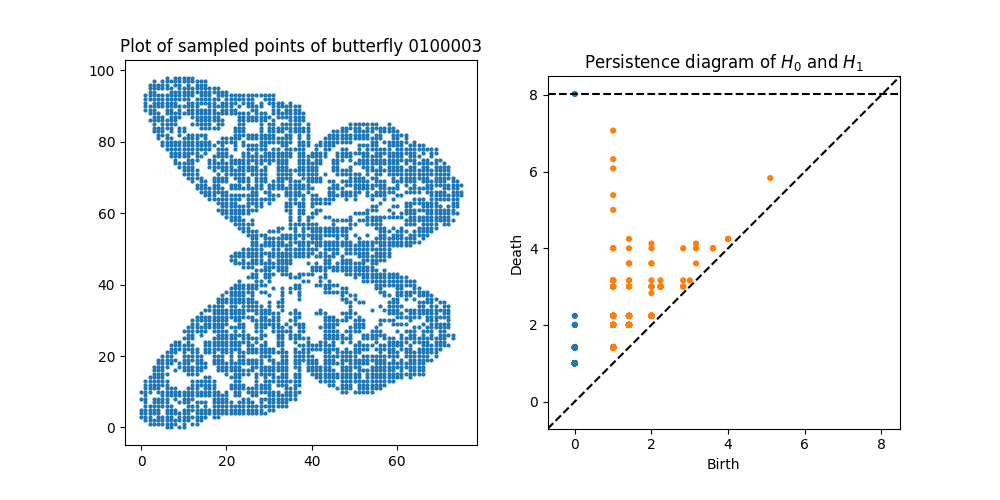 Plot of sampled points of butterfly 0100003
100
80
60
40
20
0
0 20 40 60
Persistence diagram of H₀ and H₁
8
6
4
2
0
Death
0 2 4 6 8
Birth